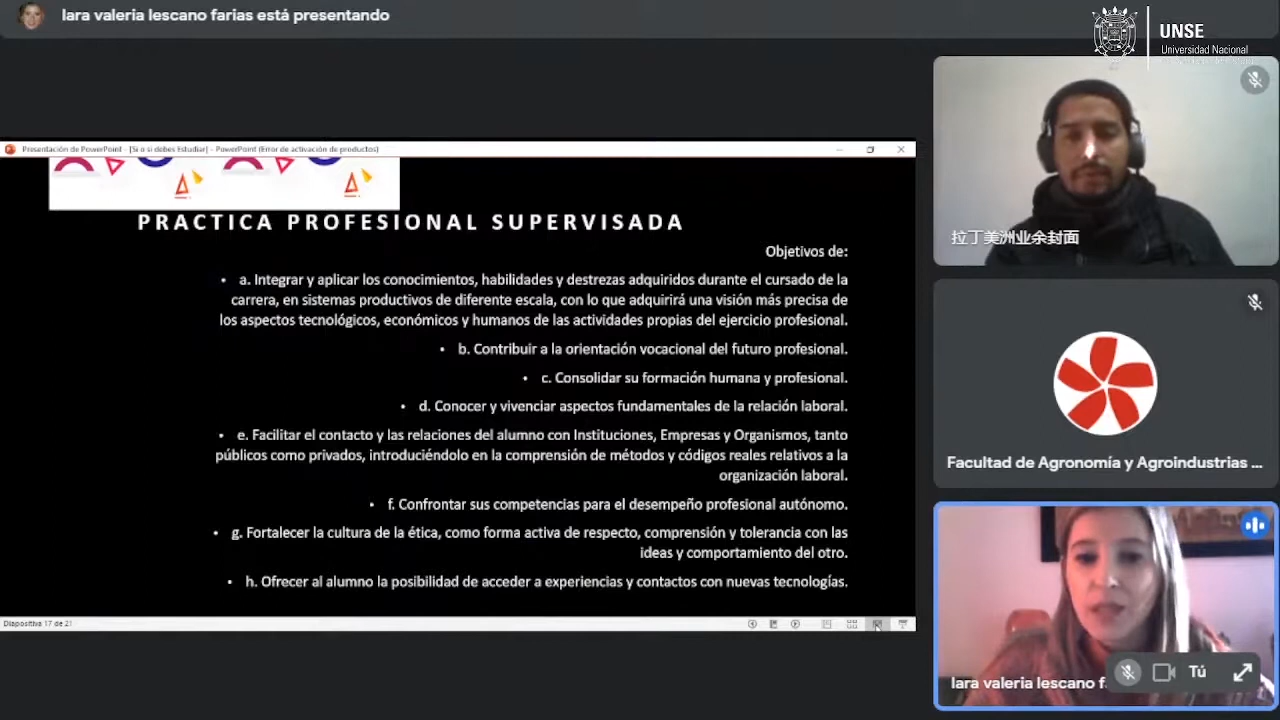 lara valeria lescano farias está presentando
UNSE
Universidad Nacional
Presentación de PowerPoint - [Si o si debes Estudiar] - PowerPoint (Error de activación de productos)
PRACTICA PROFESIONAL SUPERVISADA
Objetivos de:
• a. Integrar y aplicar los conocimientos, habilidades y destrezas adquiridos durante el cursado de la
carrera, en sistemas productivos de diferente escala, con lo que adquirirá una visión más precisa de
los aspectos tecnológicos, económicos y humanos de las actividades propias del ejercicio profesional.
• b. Contribuir a la orientación vocacional del futuro profesional.
• c. Consolidar su formación humana y profesional.
• d. Conocer y vivenciar aspectos fundamentales de la relación laboral.
• e. Facilitar el contacto y las relaciones del alumno con Instituciones, Empresas y Organismos, tanto
públicos como privados, introduciéndolo en la comprensión de métodos y códigos reales relativos a la
organización laboral.
• f. Confrontar sus competencias para el desempeño profesional autónomo.
• g. Fortalecer la cultura de la ética, como forma activa de respeto, comprensión y tolerancia con las
ideas y comportamiento del otro.
• h. Ofrecer al alumno la posibilidad de acceder a experiencias y contactos con nuevas tecnologías.
Diapositiva 17 de 21
拉丁美洲业余封面
Facultad de Agronomía y Agroindustrias ...
lara valeria lescano f
Tú